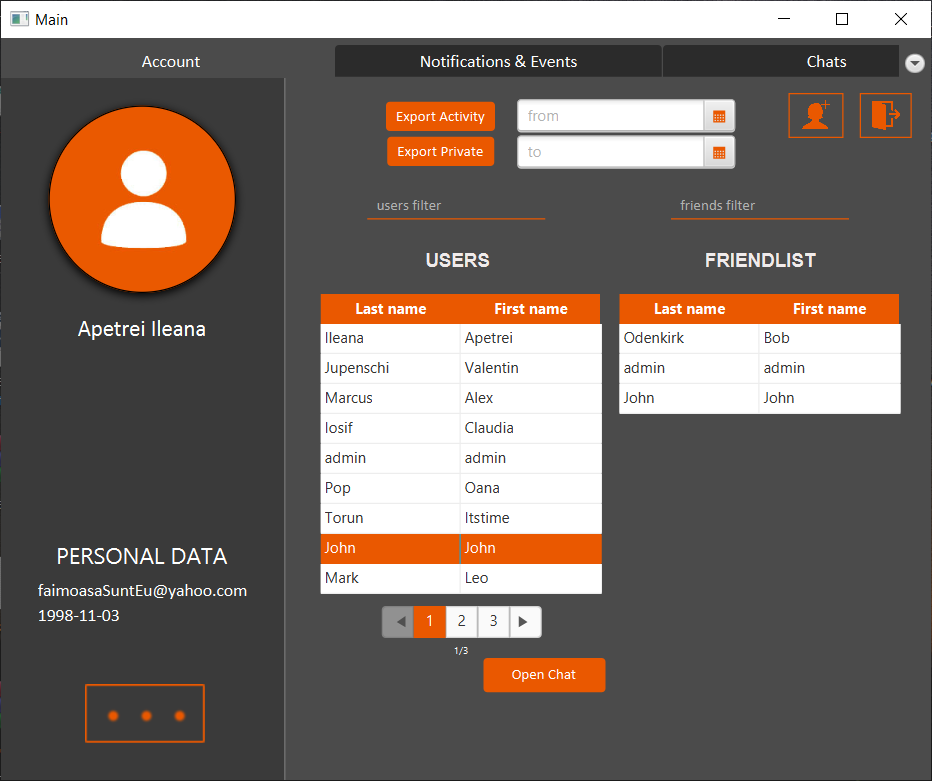 Main
Account
Notifications & Events
Chats
Export Activity
from
Export Private
to
users filter
friends filter
Apetrei Ileana
PERSONAL DATA
faimoasaSuntEu@yahoo.com
1998-11-03
USERS
Last name First name
Ileana Apetrei
Jupenschi Valentin
Marcus Alex
Iosif Claudia
admin admin
Pop Oana
Torun Itstime
John John
Mark Leo
1 2 3
1/3
Open Chat
FRIENDLIST
Last name First name
Odenkirk Bob
admin admin
John John